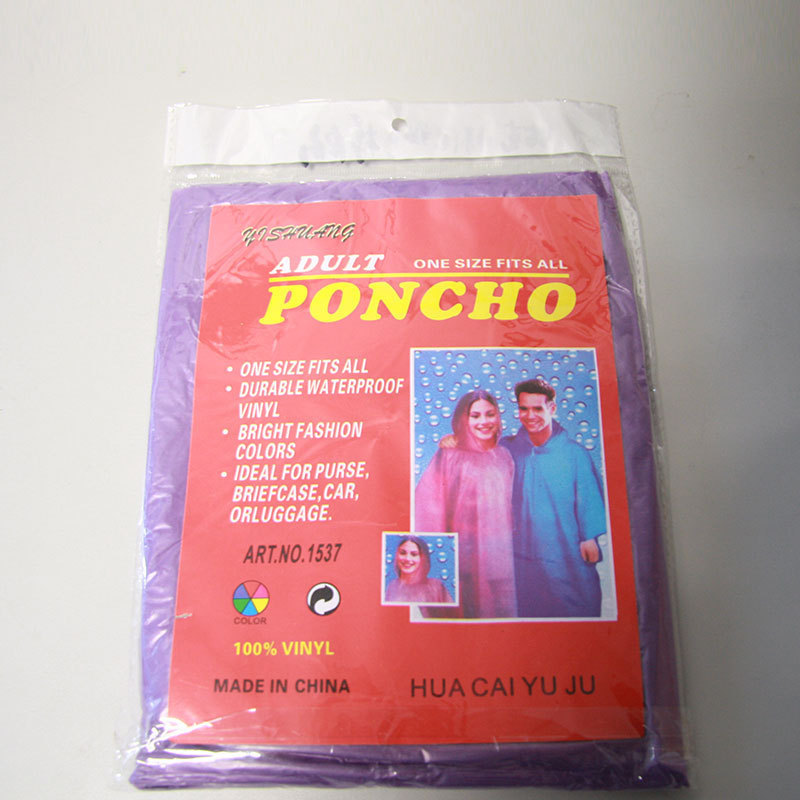 YISHUANG
ADULT ONE SIZE FITS ALL
PONCHO
• ONE SIZE FITS ALL
• DURABLE WATERPROOF
VINYL
• BRIGHT FASHION
COLORS
• IDEAL FOR PURSE,
BRIEFCASE,CAR,
ORLUGGAGE.
ART.NO.1537
COLOR
100% VINYL
MADE IN CHINA HUA CAI YU JU